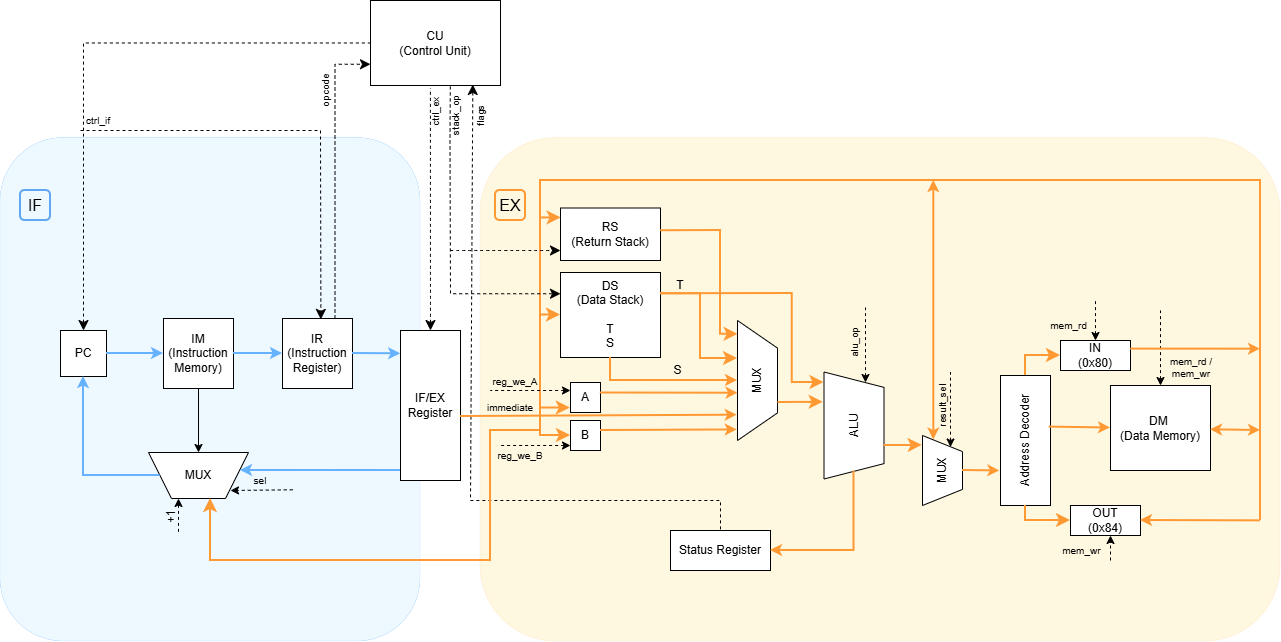 CU
(Control Unit)
opcode
ctrl_ex
stack_op
flags
ctrl_if
IF
EX
RS
(Return Stack)
DS
(Data Stack)
T
S
T
S
PC
IM
(Instruction
Memory)
IR
(Instruction
Register)
IF/EX
Register
reg_we_A
A
immediate
B
reg_we_B
MUX
alu_op
ALU
result_sel
MUX
Address Decoder
mem_rd
IN
(0x80)
mem_rd /
mem_wr
DM
(Data Memory)
OUT
(0x84)
mem_wr
MUX
sel
+1
Status Register